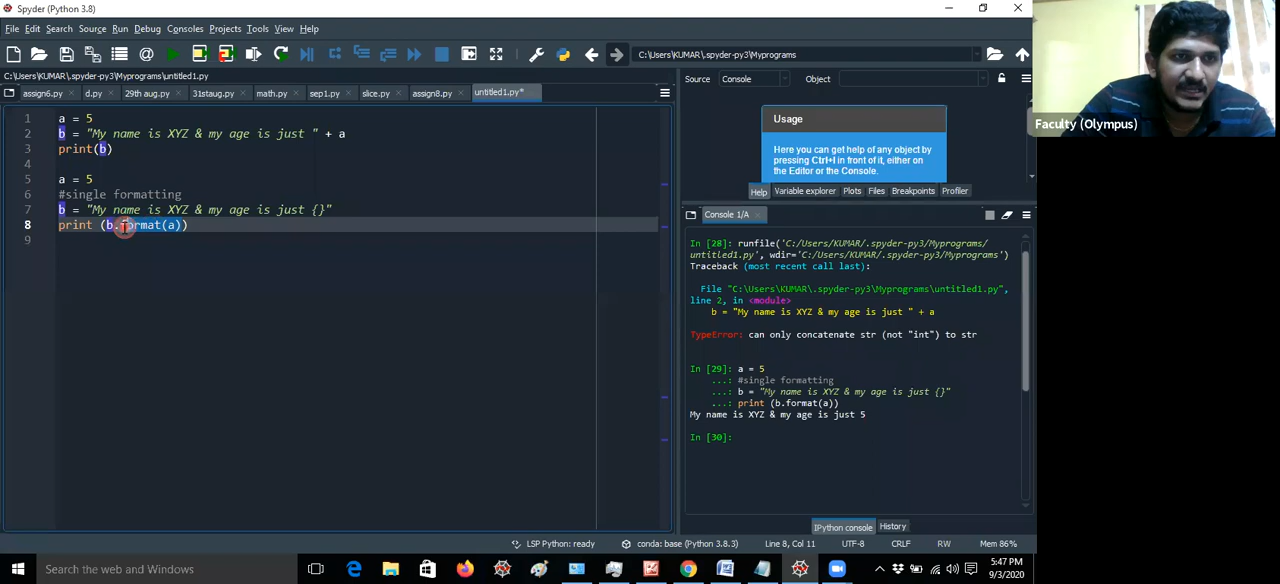 Spyder (Python 3.8)
File Edit Search Source Run Debug Consoles Projects Tools View Help
C:\Users\KUMAR\.spyder-py3\Myprograms
C:\Users\KUMAR\.spyder-py3\Myprograms\untitled1.py
assign6.py d.py 29th aug.py 31staug.py math.py sep1.py slice.py assign8.py untitled1.py*
1 a = 5
2 b = "My name is XYZ & my age is just " + a
3 print(b)
4
5 a = 5
6 #single formatting
7 b = "My name is XYZ & my age is just {}"
8 print (b.format(a))
9
Source Console Object
Usage
Here you can get help of any object by
pressing Ctrl+I in front of it, either on
the Editor or the Console.
Help Variable explorer Plots Files Breakpoints Profiler
Console 1/A
In [28]: runfile('C:/Users/KUMAR/.spyder-py3/Myprograms/
untitled1.py', wdir='C:/Users/KUMAR/.spyder-py3/Myprograms')
Traceback (most recent call last):
File "C:\Users\KUMAR\.spyder-py3\Myprograms\untitled1.py",
line 2, in <module>
b = "My name is XYZ & my age is just " + a
TypeError: can only concatenate str (not "int") to str
In [29]: a = 5
...: #single formatting
...: b = "My name is XYZ & my age is just {}"
...: print (b.format(a))
My name is XYZ & my age is just 5
In [30]:
IPython console History
LSP Python: ready conda: base (Python 3.8.3) Line 8, Col 11 UTF-8 CRLF RW Mem 86%
Type here to search
5:47 PM
9/3/2020
Faculty (Olympus)